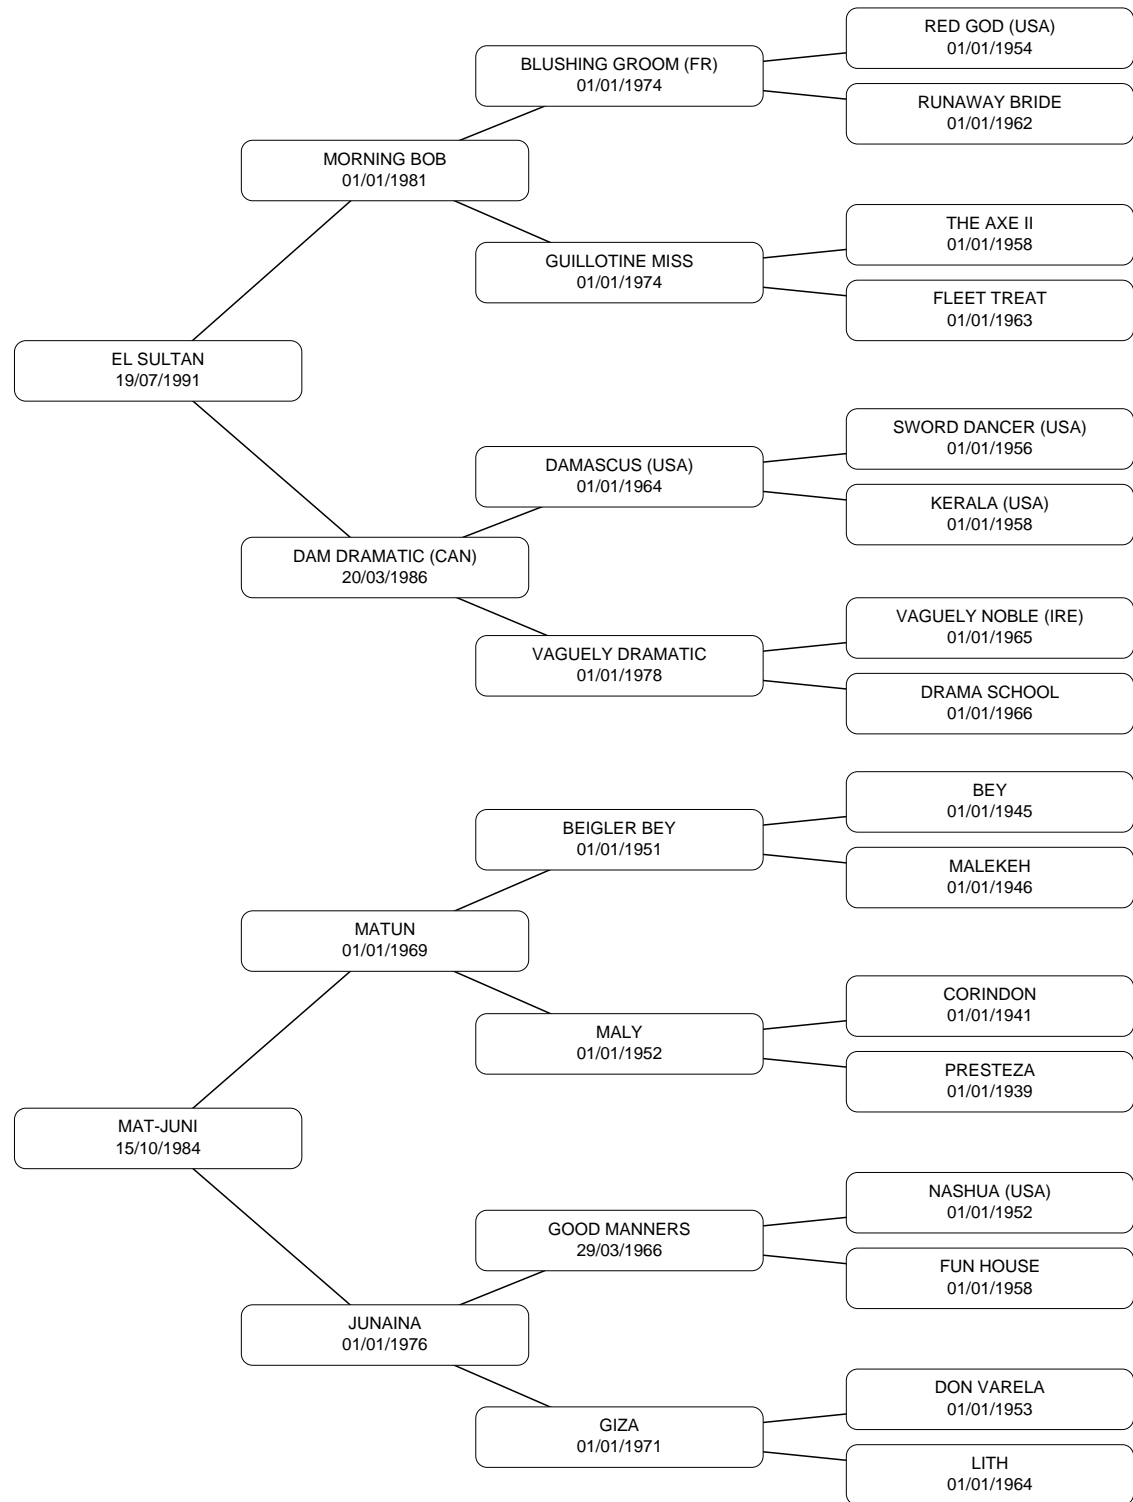 RED GOD (USA)
01/01/1954
BLUSHING GROOM (FR)
01/01/1974
RUNAWAY BRIDE
01/01/1962
MORNING BOB
01/01/1981
THE AXE II
01/01/1958
GUILLOTINE MISS
01/01/1974
FLEET TREAT
01/01/1963
EL SULTAN
19/07/1991
SWORD DANCER (USA)
01/01/1956
DAMASCUS (USA)
01/01/1964
KERALA (USA)
01/01/1958
DAM DRAMATIC (CAN)
20/03/1986
VAGUELY NOBLE (IRE)
01/01/1965
VAGUELY DRAMATIC
01/01/1978
DRAMA SCHOOL
01/01/1966
BEY
01/01/1945
BEIGLER BEY
01/01/1951
MALEKEH
01/01/1946
MATUN
01/01/1969
CORINDON
01/01/1941
MALY
01/01/1952
PRESTEZA
01/01/1939
MAT-JUNI
15/10/1984
NASHUA (USA)
01/01/1952
GOOD MANNERS
29/03/1966
FUN HOUSE
01/01/1958
JUNAINA
01/01/1976
DON VARELA
01/01/1953
GIZA
01/01/1971
LITH
01/01/1964